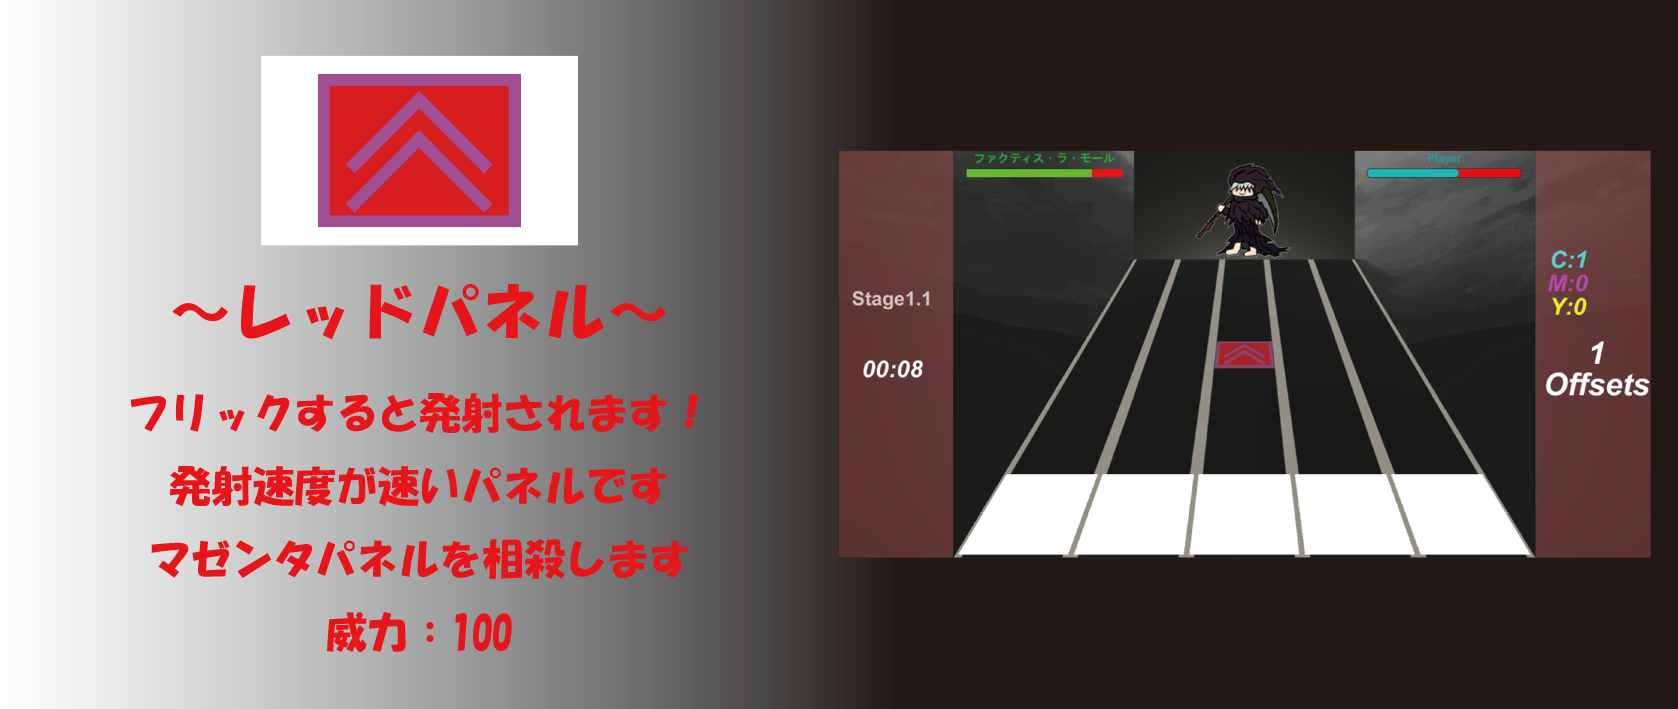 ～レッドパネル～
フリックすると発射されます！
発射速度が速いパネルです
マゼンタパネルを相殺します
威力：100
ファクティス・ラ・モール
Player
Stage1.1
00:08
C:1
M:0
Y:0
1
Offsets